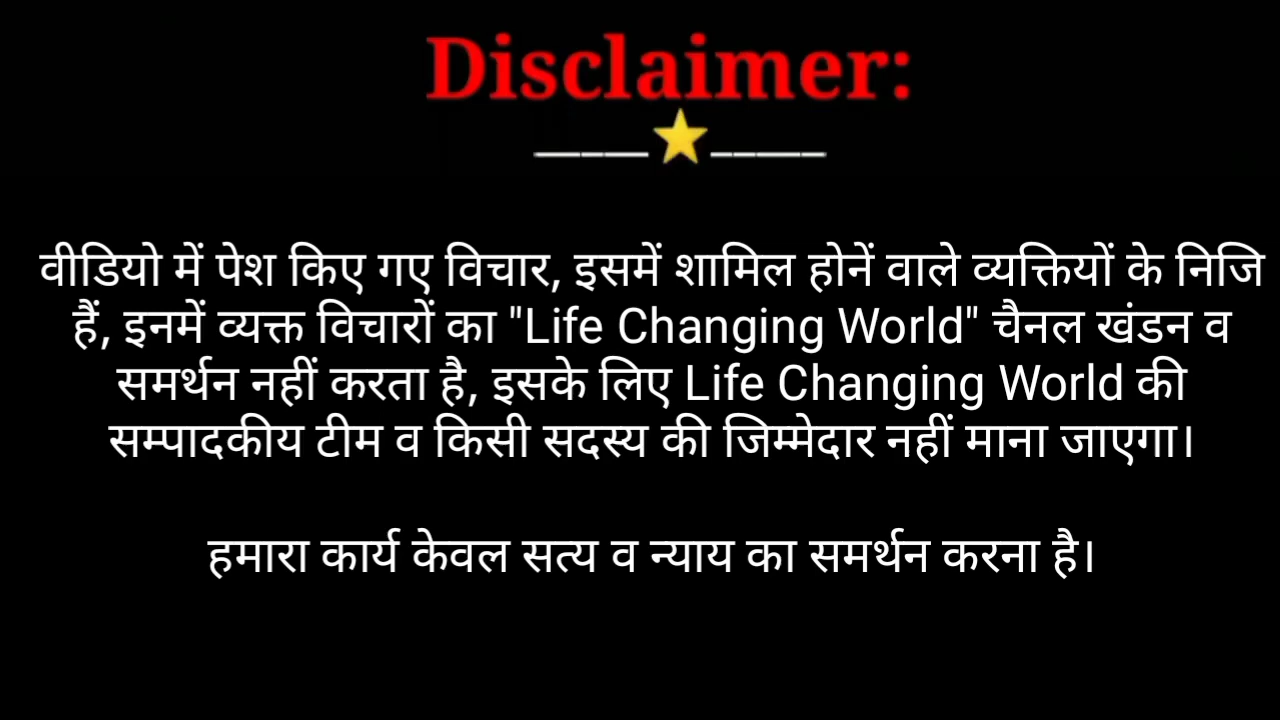 Disclaimer:
वीडियो में पेश किए गए विचार, इसमें शामिल होनें वाले व्यक्तियों के निजि
हैं, इनमें व्यक्त विचारों का "Life Changing World" चैनल खंडन व
समर्थन नहीं करता है, इसके लिए Life Changing World की
सम्पादकीय टीम व किसी सदस्य की जिम्मेदार नहीं माना जाएगा।
हमारा कार्य केवल सत्य व न्याय का समर्थन करना है।